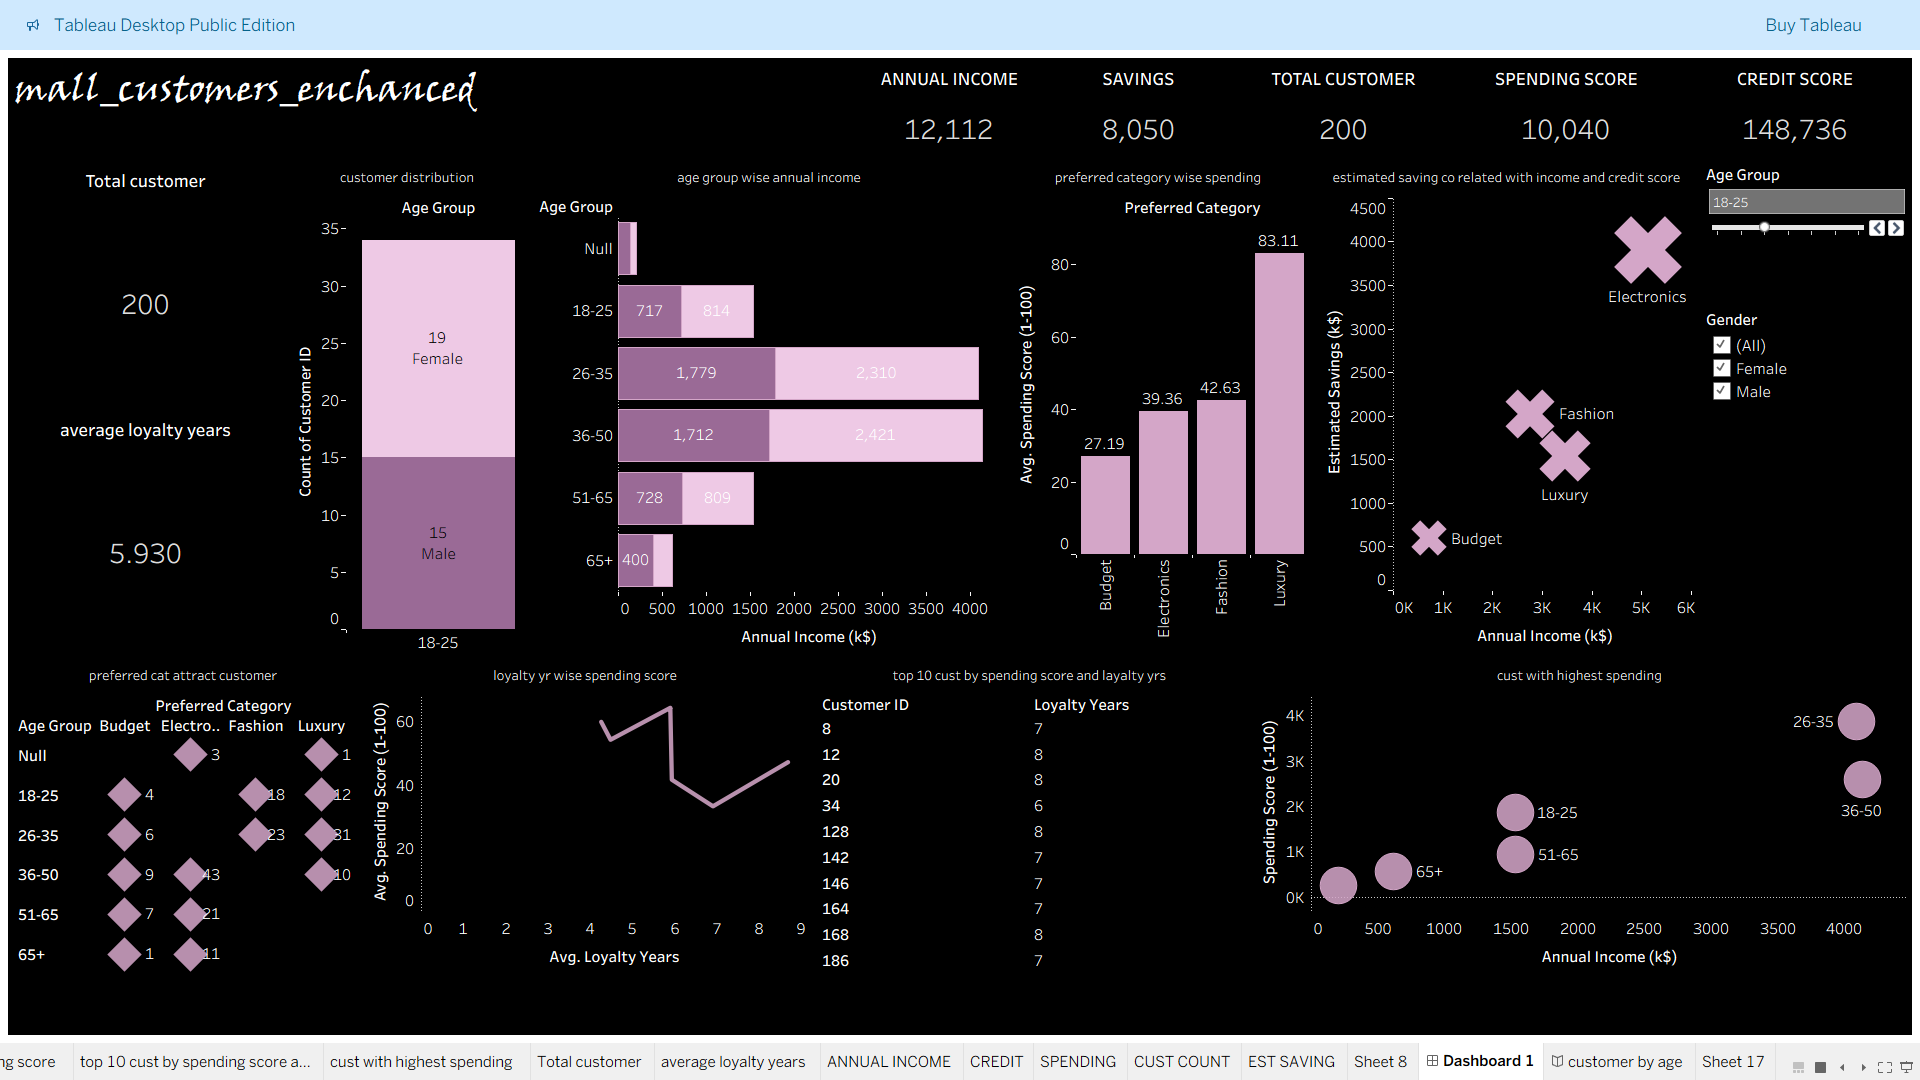 Tableau Desktop Public Edition
Buy Tableau
mall_customers_enchanced
ANNUAL INCOME
12,112
SAVINGS
8,050
TOTAL CUSTOMER
200
SPENDING SCORE
10,040
CREDIT SCORE
148,736
Total customer
200
average loyalty years
5.930
customer distribution
Age Group
Count of Customer ID
35
30
25
20
15
10
5
0
19
Female
15
Male
18-25
age group wise annual income
Age Group
Null
18-25
717
814
26-35
1,779
2,310
36-50
1,712
2,421
51-65
728
809
65+
400
0
500
1000
1500
2000
2500
3000
3500
4000
Annual Income (k$)
preferred category wise spending
Preferred Category
Avg. Spending Score (1-100)
80
60
40
20
0
27.19
39.36
42.63
83.11
Budget
Electronics
Fashion
Luxury
estimated saving co related with income and credit score
Estimated Savings (k$)
4500
4000
3500
3000
2500
2000
1500
1000
500
0
Electronics
Fashion
Luxury
Budget
0K
1K
2K
3K
4K
5K
6K
Annual Income (k$)
Age Group
18-25
Gender
(All)
Female
Male
preferred cat attract customer
Preferred Category
Age Group Budget Electro.. Fashion Luxury
Null 3 1
18-25 4 18 12
26-35 6 23 31
36-50 9 43 10
51-65 7 21
65+ 1 11
loyalty yr wise spending score
Avg. Spending Score (1-100)
60
40
20
0
0
1
2
3
4
5
6
7
8
9
Avg. Loyalty Years
top 10 cust by spending score and layalty yrs
Customer ID Loyalty Years
8 7
12 8
20 8
34 6
128 8
142 7
146 7
164 7
168 8
186 7
cust with highest spending
Spending Score (1-100)
4K
3K
2K
1K
0K
26-35
36-50
18-25
51-65
65+
0
500
1000
1500
2000
2500
3000
3500
4000
Annual Income (k$)
ng score
top 10 cust by spending score a...
cust with highest spending
Total customer
average loyalty years
ANNUAL INCOME
CREDIT
SPENDING
CUST COUNT
EST SAVING
Sheet 8
Dashboard 1
customer by age
Sheet 17